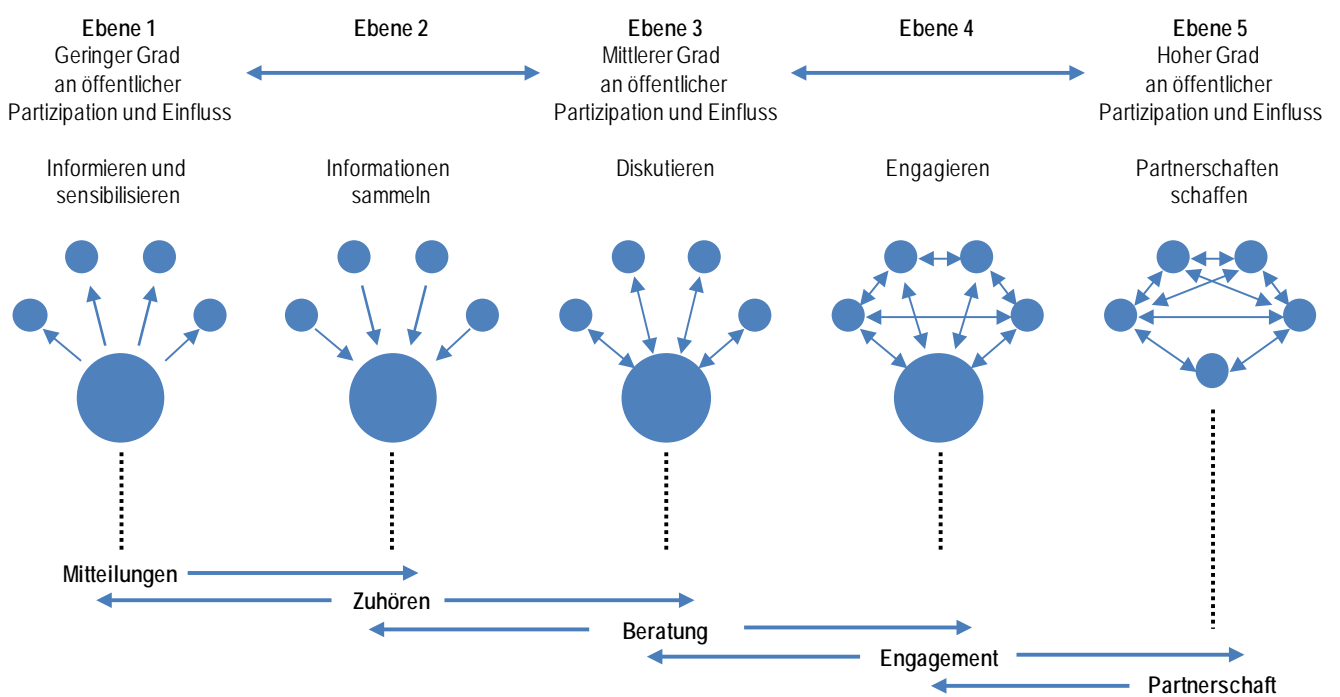 Ebene 1
Geringer Grad
an öffentlicher
Partizipation und Einfluss
Ebene 2
Ebene 3
Mittlerer Grad
an öffentlicher
Partizipation und Einfluss
Ebene 4
Ebene 5
Hoher Grad
an öffentlicher
Partizipation und Einfluss
Informieren und
sensibilisieren
Informationen
sammeln
Diskutieren
Engagieren
Partnerschaften
schaffen
Mitteilungen
Zuhören
Beratung
Engagement
Partnerschaft